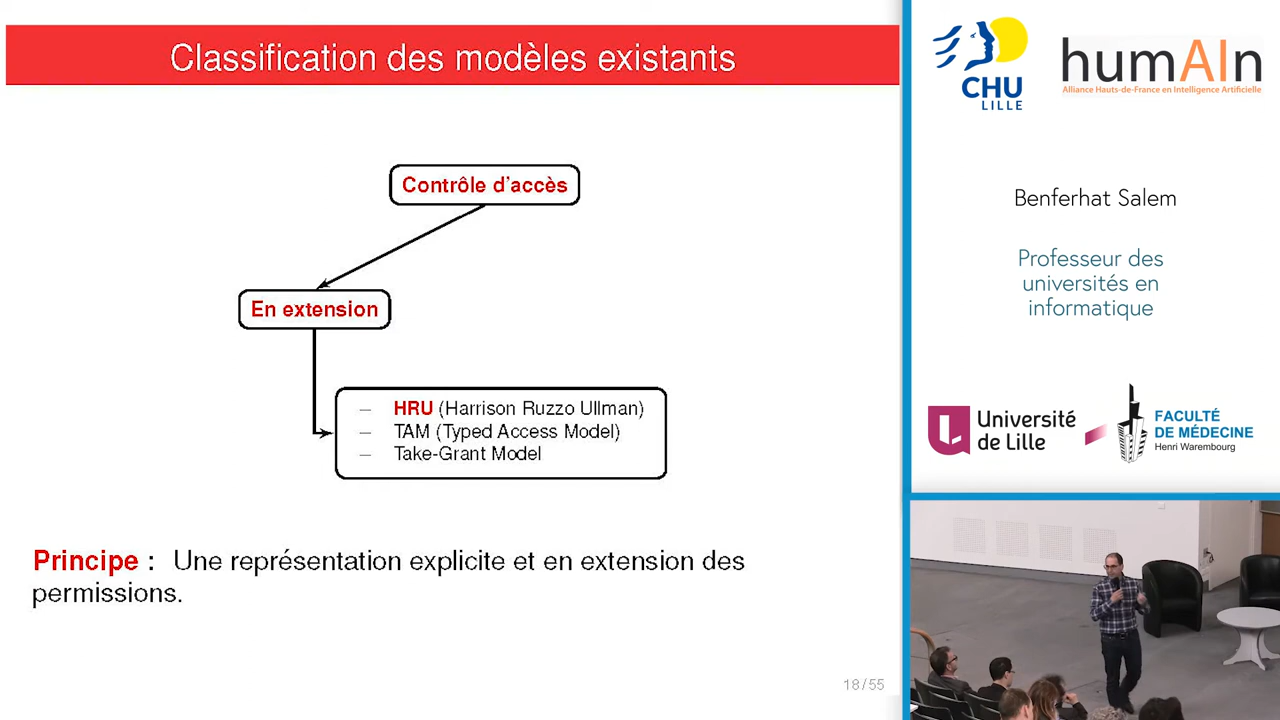 Classification des modèles existants
Contrôle d'accès
En extension
– HRU (Harrison Ruzzo Ullman)
– TAM (Typed Access Model)
– Take-Grant Model
Principe : Une représentation explicite et en extension des
permissions.
18/55
CHU
LILLE
humAIn
Alliance Hauts-de-France en Intelligence Artificielle
Benferhat Salem
Professeur des
universités en
informatique
Université
de Lille
FACULTÉ
DE MÉDECINE
Henri Warembourg